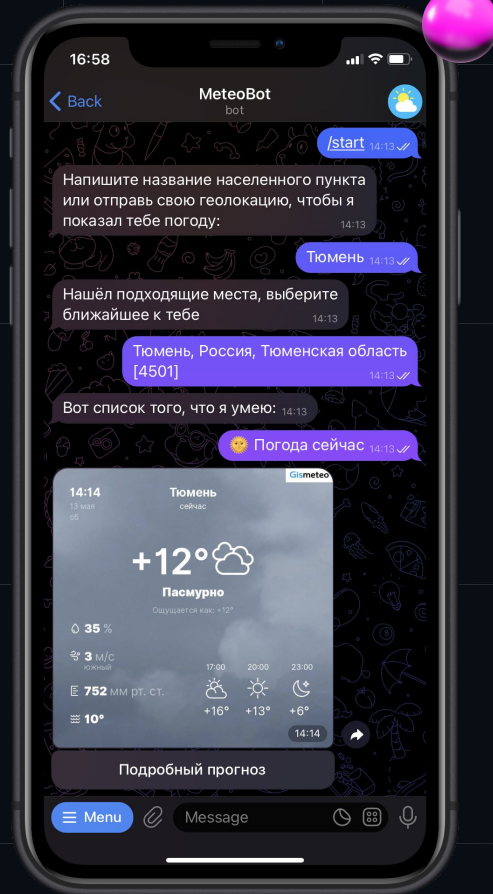 16:58
Back
MeteoBot
bot
/start 14:13
Напишите название населенного пункта
или отправь свою геолокацию, чтобы я
показал тебе погоду:
14:13
Тюмень 14:13
Нашёл подходящие места, выберите
ближайшее к тебе
14:13
Тюмень, Россия, Тюменская область
[4501]
14:13
Вот список того, что я умею: 14:13
Погода сейчас 14:13
Gismeteo
14:14
Тюмень
13 мая
сейчас
сб
+12°
Пасмурно
Ощущается как: +12°
35 %
3 м/с
южный
17:00 20:00 23:00
752 мм рт. ст.
+16° +13° +6°
10°
14:14
Подробный прогноз
Menu
Message